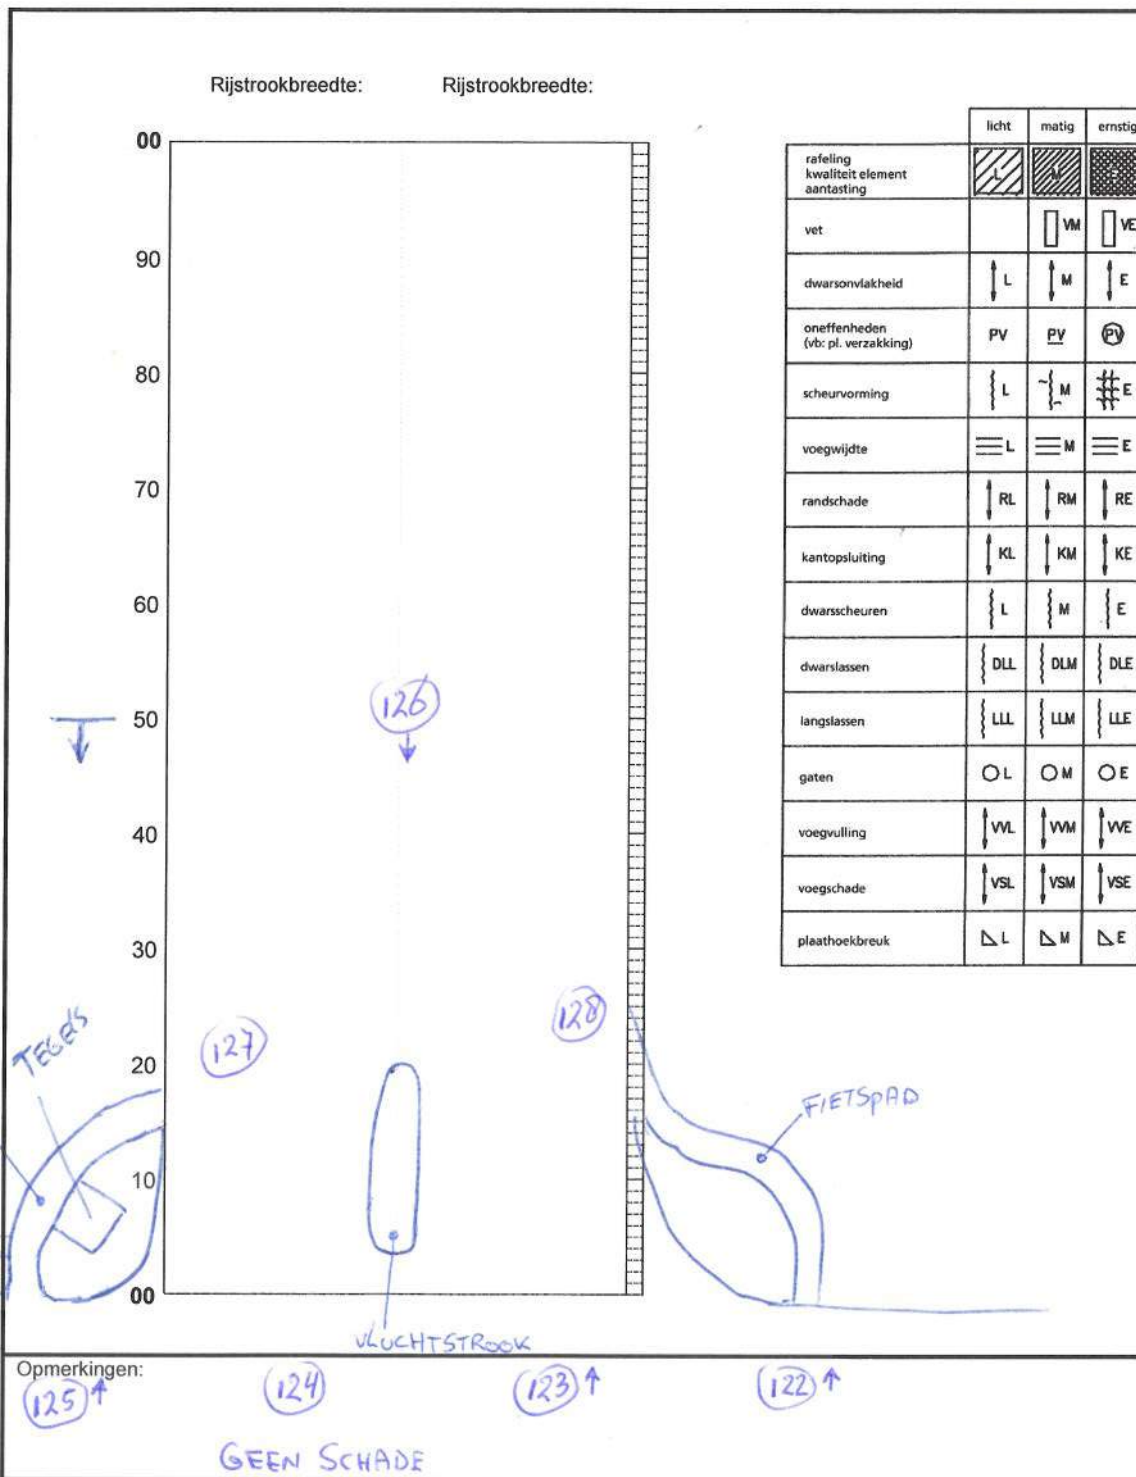 Rijstrookbreedte: Rijstrookbreedte:
00
90
80
70
60
50
40
30
20
10
00
126
127
128
TEGELS
FIETSPAD
VLUCHTSTROOK
licht matig ernstig
rafeling
kwaliteit element
aantasting
L M E
vet VM VE
dwarsonvlakheid L M E
oneffenheden
(vb: pl. verzakking)
PV PV PV
scheurvorming L M E
voegwijdte L M E
randschade RL RM RE
kantopsluiting KL KM KE
dwarsscheuren L M E
dwarslassen DLL DLM DLE
langslassen LLL LLM LLE
gaten L M E
voegvulling VVL VVM VVE
voegschade VSL VSM VSE
plaathoekbreuk L M E
Opmerkingen:
125 ↑ 124 123 ↑ 122 ↑
GEEN SCHADE